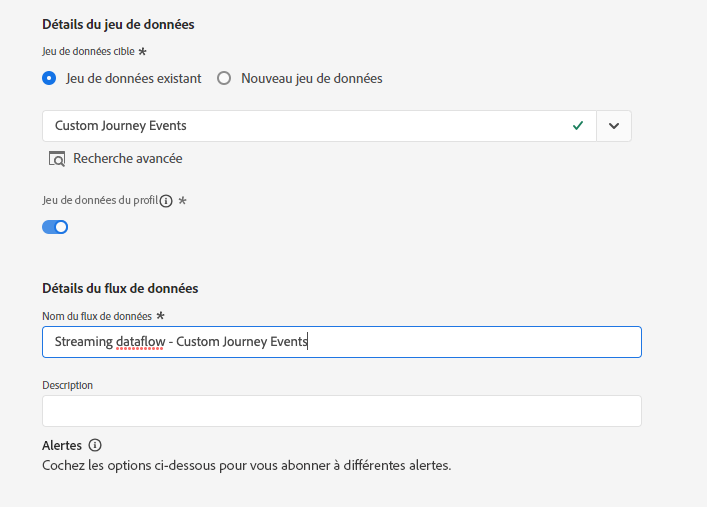 Détails du jeu de données
Jeu de données cible *
Jeu de données existant
Nouveau jeu de données
Custom Journey Events
Recherche avancée
Jeu de données du profil *
Détails du flux de données
Nom du flux de données *
Streaming dataflow - Custom Journey Events
Description
Alertes
Cochez les options ci-dessous pour vous abonner à différentes alertes.